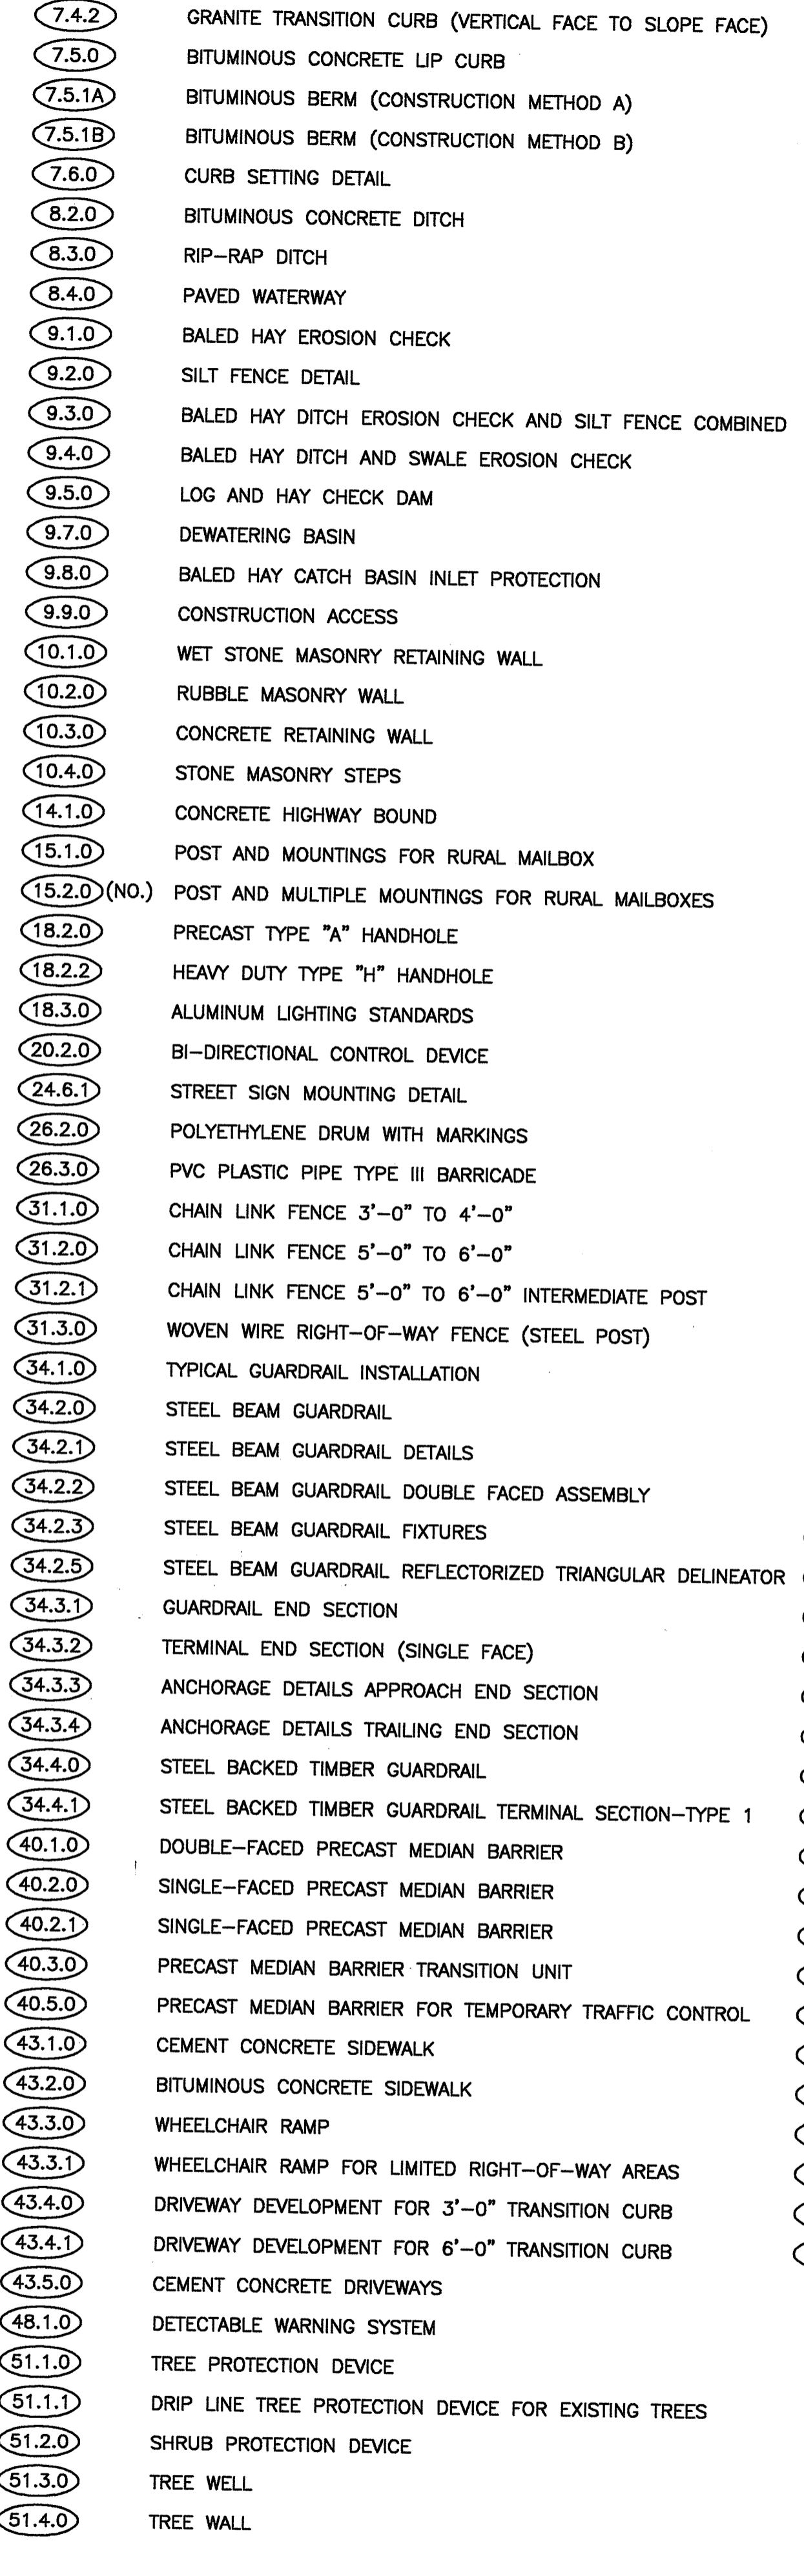 7.4.2 GRANITE TRANSITION CURB (VERTICAL FACE TO SLOPE FACE)
7.5.0 BITUMINOUS CONCRETE LIP CURB
7.5.1A BITUMINOUS BERM (CONSTRUCTION METHOD A)
7.5.1B BITUMINOUS BERM (CONSTRUCTION METHOD B)
7.6.0 CURB SETTING DETAIL
8.2.0 BITUMINOUS CONCRETE DITCH
8.3.0 RIP-RAP DITCH
8.4.0 PAVED WATERWAY
9.1.0 BALED HAY EROSION CHECK
9.2.0 SILT FENCE DETAIL
9.3.0 BALED HAY DITCH EROSION CHECK AND SILT FENCE COMBINED
9.4.0 BALED HAY DITCH AND SWALE EROSION CHECK
9.5.0 LOG AND HAY CHECK DAM
9.7.0 DEWATERING BASIN
9.8.0 BALED HAY CATCH BASIN INLET PROTECTION
9.9.0 CONSTRUCTION ACCESS
10.1.0 WET STONE MASONRY RETAINING WALL
10.2.0 RUBBLE MASONRY WALL
10.3.0 CONCRETE RETAINING WALL
10.4.0 STONE MASONRY STEPS
14.1.0 CONCRETE HIGHWAY BOUND
15.1.0 POST AND MOUNTINGS FOR RURAL MAILBOX
15.2.0 (NO.) POST AND MULTIPLE MOUNTINGS FOR RURAL MAILBOXES
18.2.0 PRECAST TYPE "A" HANDHOLE
18.2.2 HEAVY DUTY TYPE "H" HANDHOLE
18.3.0 ALUMINUM LIGHTING STANDARDS
20.2.0 BI-DIRECTIONAL CONTROL DEVICE
24.6.1 STREET SIGN MOUNTING DETAIL
26.2.0 POLYETHYLENE DRUM WITH MARKINGS
26.3.0 PVC PLASTIC PIPE TYPE III BARRICADE
31.1.0 CHAIN LINK FENCE 3'-0" TO 4'-0"
31.2.0 CHAIN LINK FENCE 5'-0" TO 6'-0"
31.2.1 CHAIN LINK FENCE 5'-0" TO 6'-0" INTERMEDIATE POST
31.3.0 WOVEN WIRE RIGHT-OF-WAY FENCE (STEEL POST)
34.1.0 TYPICAL GUARDRAIL INSTALLATION
34.2.0 STEEL BEAM GUARDRAIL
34.2.1 STEEL BEAM GUARDRAIL DETAILS
34.2.2 STEEL BEAM GUARDRAIL DOUBLE FACED ASSEMBLY
34.2.3 STEEL BEAM GUARDRAIL FIXTURES
34.2.5 STEEL BEAM GUARDRAIL REFLECTORIZED TRIANGULAR DELINEATOR
34.3.1 GUARDRAIL END SECTION
34.3.2 TERMINAL END SECTION (SINGLE FACE)
34.3.3 ANCHORAGE DETAILS APPROACH END SECTION
34.3.4 ANCHORAGE DETAILS TRAILING END SECTION
34.4.0 STEEL BACKED TIMBER GUARDRAIL
34.4.1 STEEL BACKED TIMBER GUARDRAIL TERMINAL SECTION-TYPE 1
40.1.0 DOUBLE-FACED PRECAST MEDIAN BARRIER
40.2.0 SINGLE-FACED PRECAST MEDIAN BARRIER
40.2.1 SINGLE-FACED PRECAST MEDIAN BARRIER
40.3.0 PRECAST MEDIAN BARRIER TRANSITION UNIT
40.5.0 PRECAST MEDIAN BARRIER FOR TEMPORARY TRAFFIC CONTROL
43.1.0 CEMENT CONCRETE SIDEWALK
43.2.0 BITUMINOUS CONCRETE SIDEWALK
43.3.0 WHEELCHAIR RAMP
43.3.1 WHEELCHAIR RAMP FOR LIMITED RIGHT-OF-WAY AREAS
43.4.0 DRIVEWAY DEVELOPMENT FOR 3'-0" TRANSITION CURB
43.4.1 DRIVEWAY DEVELOPMENT FOR 6'-0" TRANSITION CURB
43.5.0 CEMENT CONCRETE DRIVEWAYS
48.1.0 DETECTABLE WARNING SYSTEM
51.1.0 TREE PROTECTION DEVICE
51.1.1 DRIP LINE TREE PROTECTION DEVICE FOR EXISTING TREES
51.2.0 SHRUB PROTECTION DEVICE
51.3.0 TREE WELL
51.4.0 TREE WALL